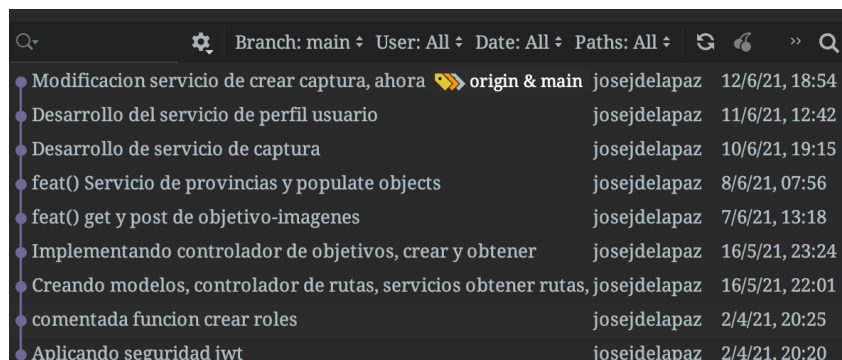 Branch: main User: All Date: All Paths: All
Modificacion servicio de crear captura, ahora origin & main josejdelapaz 12/6/21, 18:54
Desarrollo del servicio de perfil usuario josejdelapaz 11/6/21, 12:42
Desarrollo de servicio de captura josejdelapaz 10/6/21, 19:15
feat() Servicio de provincias y populate objects josejdelapaz 8/6/21, 07:56
feat() get y post de objetivo-imagenes josejdelapaz 7/6/21, 13:18
Implementando controlador de objetivos, crear y obtener josejdelapaz 16/5/21, 23:24
Creando modelos, controlador de rutas, servicios obtener rutas, josejdelapaz 16/5/21, 22:01
comentada funcion crear roles josejdelapaz 2/4/21, 20:25
Aplicando seguridad jwt josejdelapaz 2/4/21, 20:20